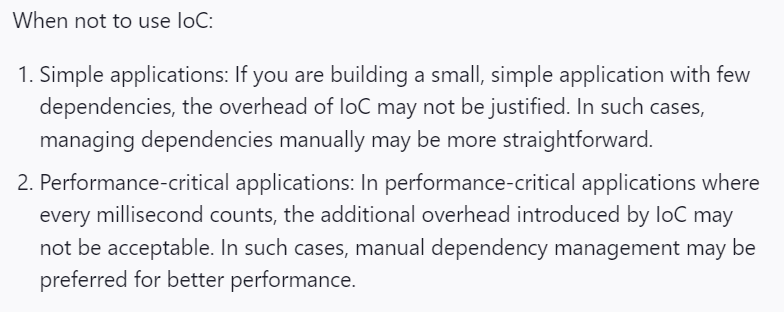 When not to use IoC:
1. Simple applications: If you are building a small, simple application with few
dependencies, the overhead of IoC may not be justified. In such cases,
managing dependencies manually may be more straightforward.
2. Performance-critical applications: In performance-critical applications where
every millisecond counts, the additional overhead introduced by IoC may
not be acceptable. In such cases, manual dependency management may be
preferred for better performance.